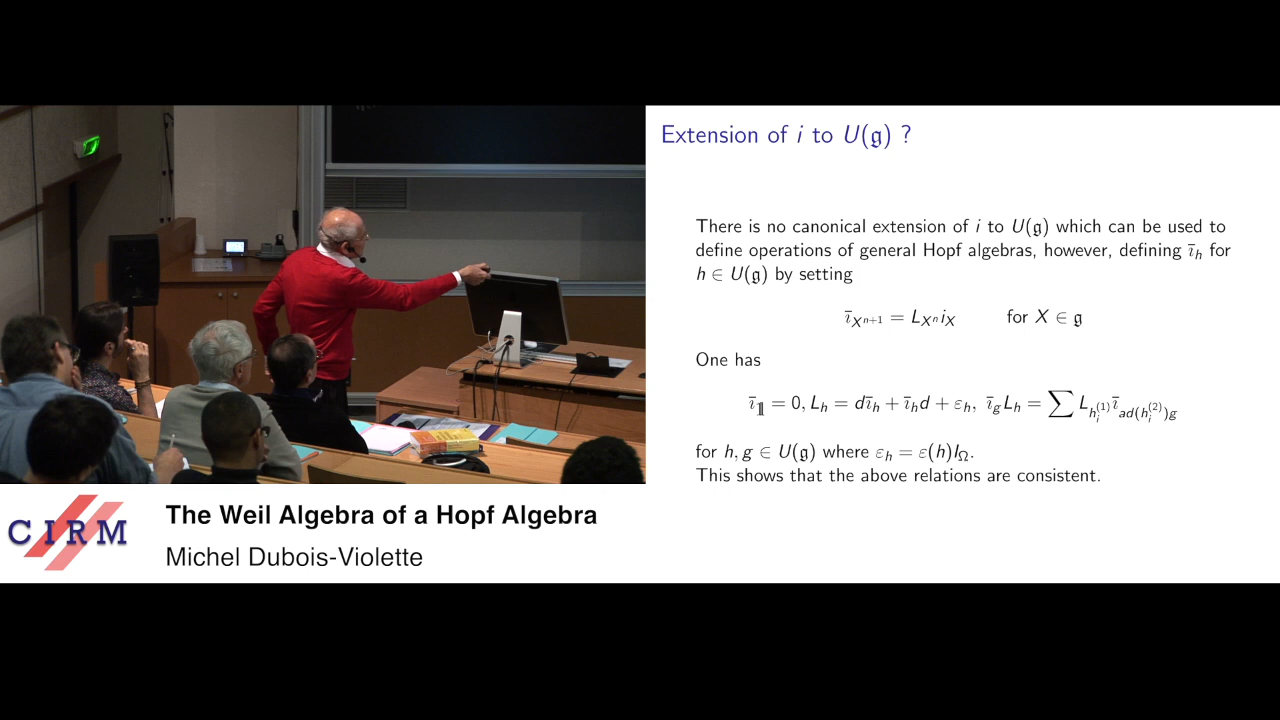 Extension of i to U(𝔤) ?
There is no canonical extension of i to U(𝔤) which can be used to
define operations of general Hopf algebras, however, defining ī_h for
h ∈ U(𝔤) by setting
ī_{X^{n+1}} = L_{X^n} i_X for X ∈ 𝔤
One has
ī_𝟙 = 0, L_h = dī_h + ī_h d + ε_h, ī_g L_h = ∑ L_{h_i^{(1)}} ī_{ad(h_i^{(2)})g}
for h, g ∈ U(𝔤) where ε_h = ε(h)I_Ω.
This shows that the above relations are consistent.
CIRM
The Weil Algebra of a Hopf Algebra
Michel Dubois-Violette